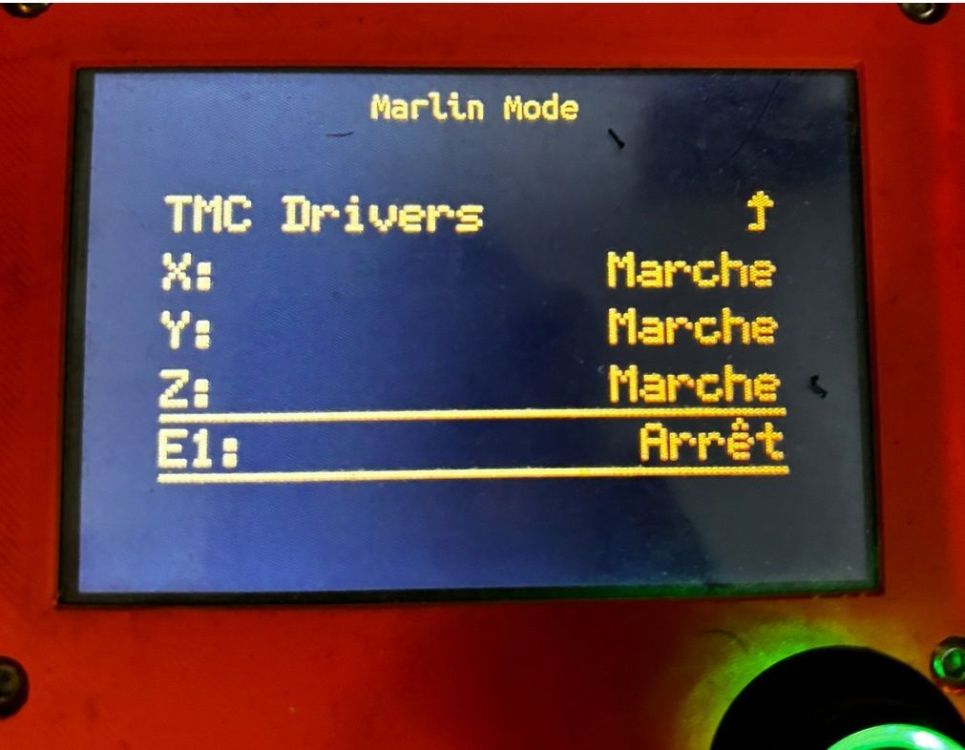 Marlin Mode
TMC Drivers
X: Marche
Y: Marche
Z: Marche
E1: Arrêt